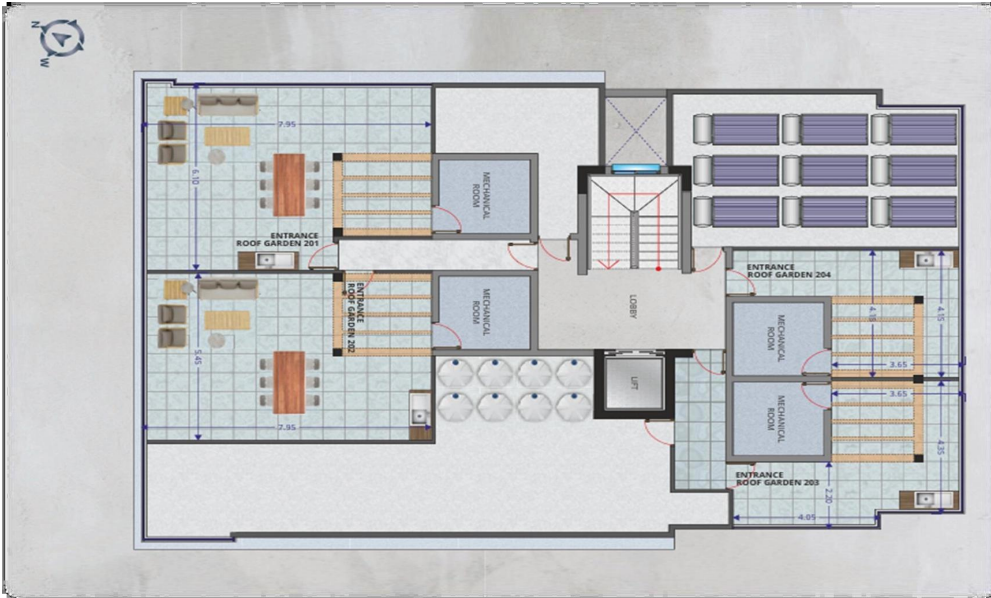 N
W
7.95
6.10
MECHANICAL
ROOM
ENTRANCE
ROOF GARDEN 201
ENTRANCE
ROOF GARDEN 204
ENTRANCE
ROOF GARDEN 202
MECHANICAL
ROOM
LOBBY
4.15
4.15
MECHANICAL
ROOM
5.45
LIFT
3.65
3.65
MECHANICAL
ROOM
7.95
4.35
ENTRANCE
ROOF GARDEN 203
2.20
4.05